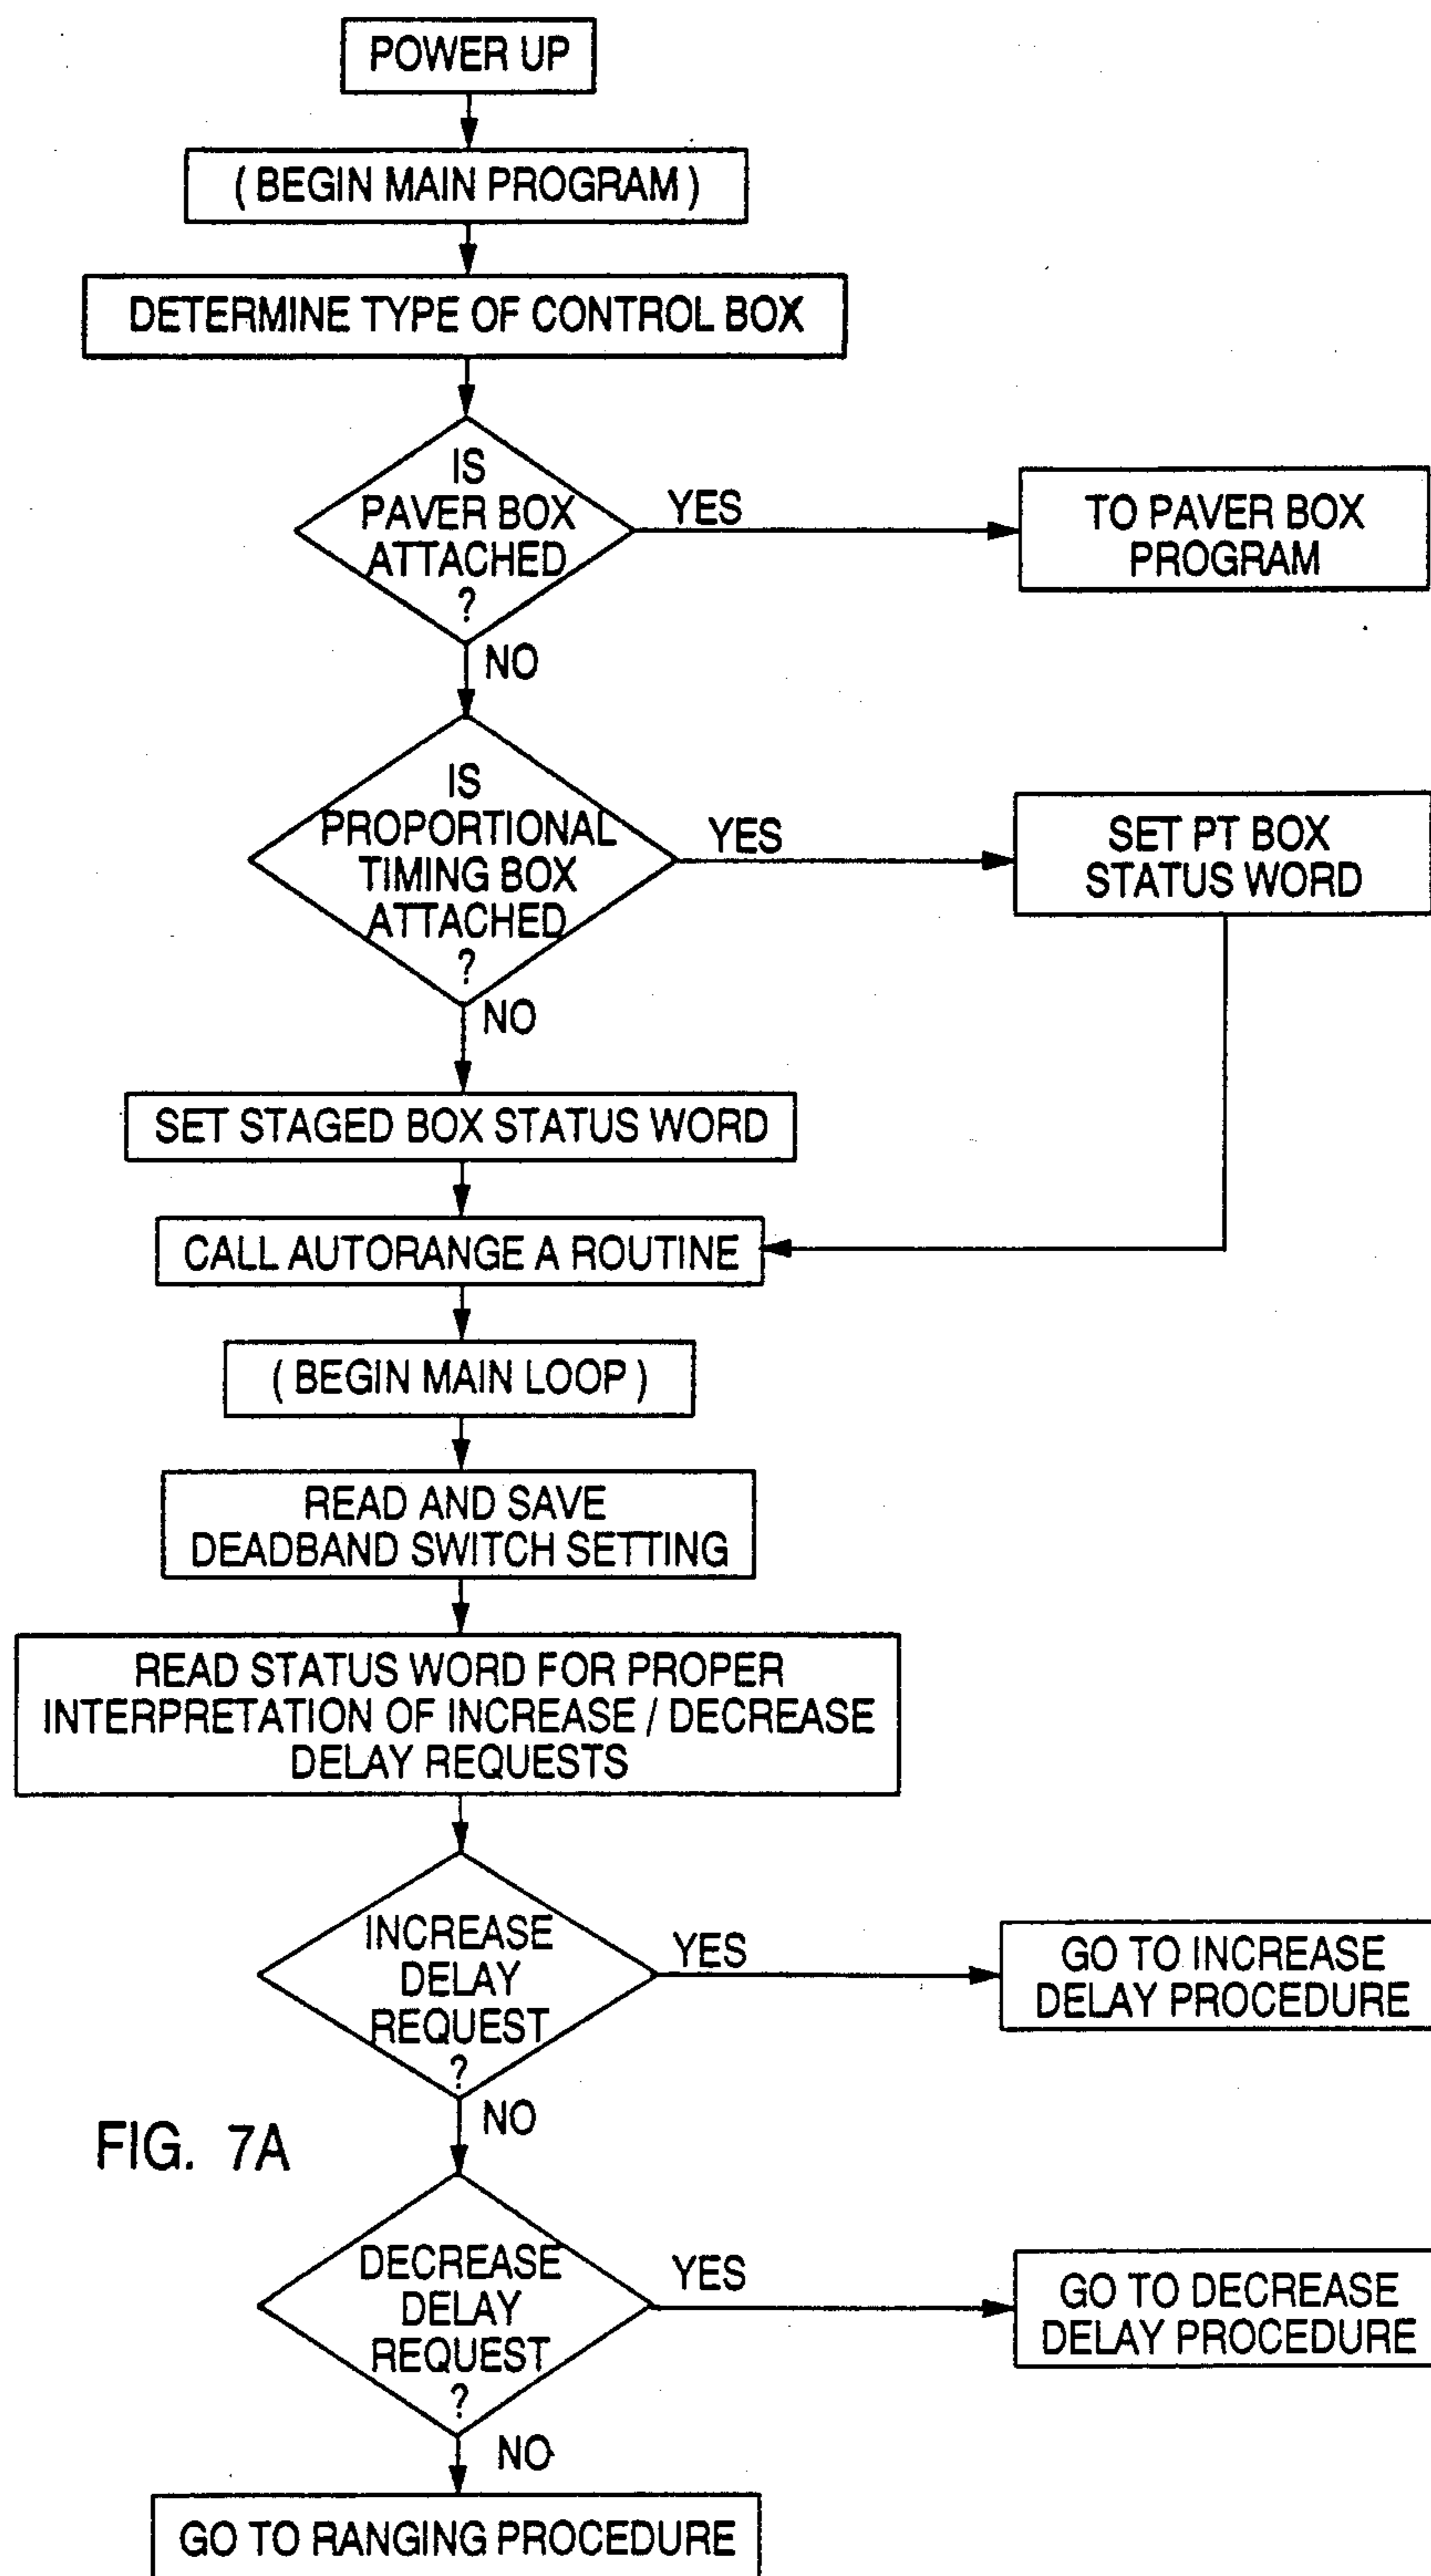 POWER UP
( BEGIN MAIN PROGRAM )
DETERMINE TYPE OF CONTROL BOX
IS
PAVER BOX
ATTACHED
?
YES
TO PAVER BOX
PROGRAM
NO
IS
PROPORTIONAL
TIMING BOX
ATTACHED
?
YES
SET PT BOX
STATUS WORD
NO
SET STAGED BOX STATUS WORD
CALL AUTORANGE A ROUTINE
( BEGIN MAIN LOOP )
READ AND SAVE
DEADBAND SWITCH SETTING
READ STATUS WORD FOR PROPER
INTERPRETATION OF INCREASE / DECREASE
DELAY REQUESTS
INCREASE
DELAY
REQUEST
?
YES
GO TO INCREASE
DELAY PROCEDURE
NO
FIG. 7A
DECREASE
DELAY
REQUEST
?
YES
GO TO DECREASE
DELAY PROCEDURE
NO
GO TO RANGING PROCEDURE